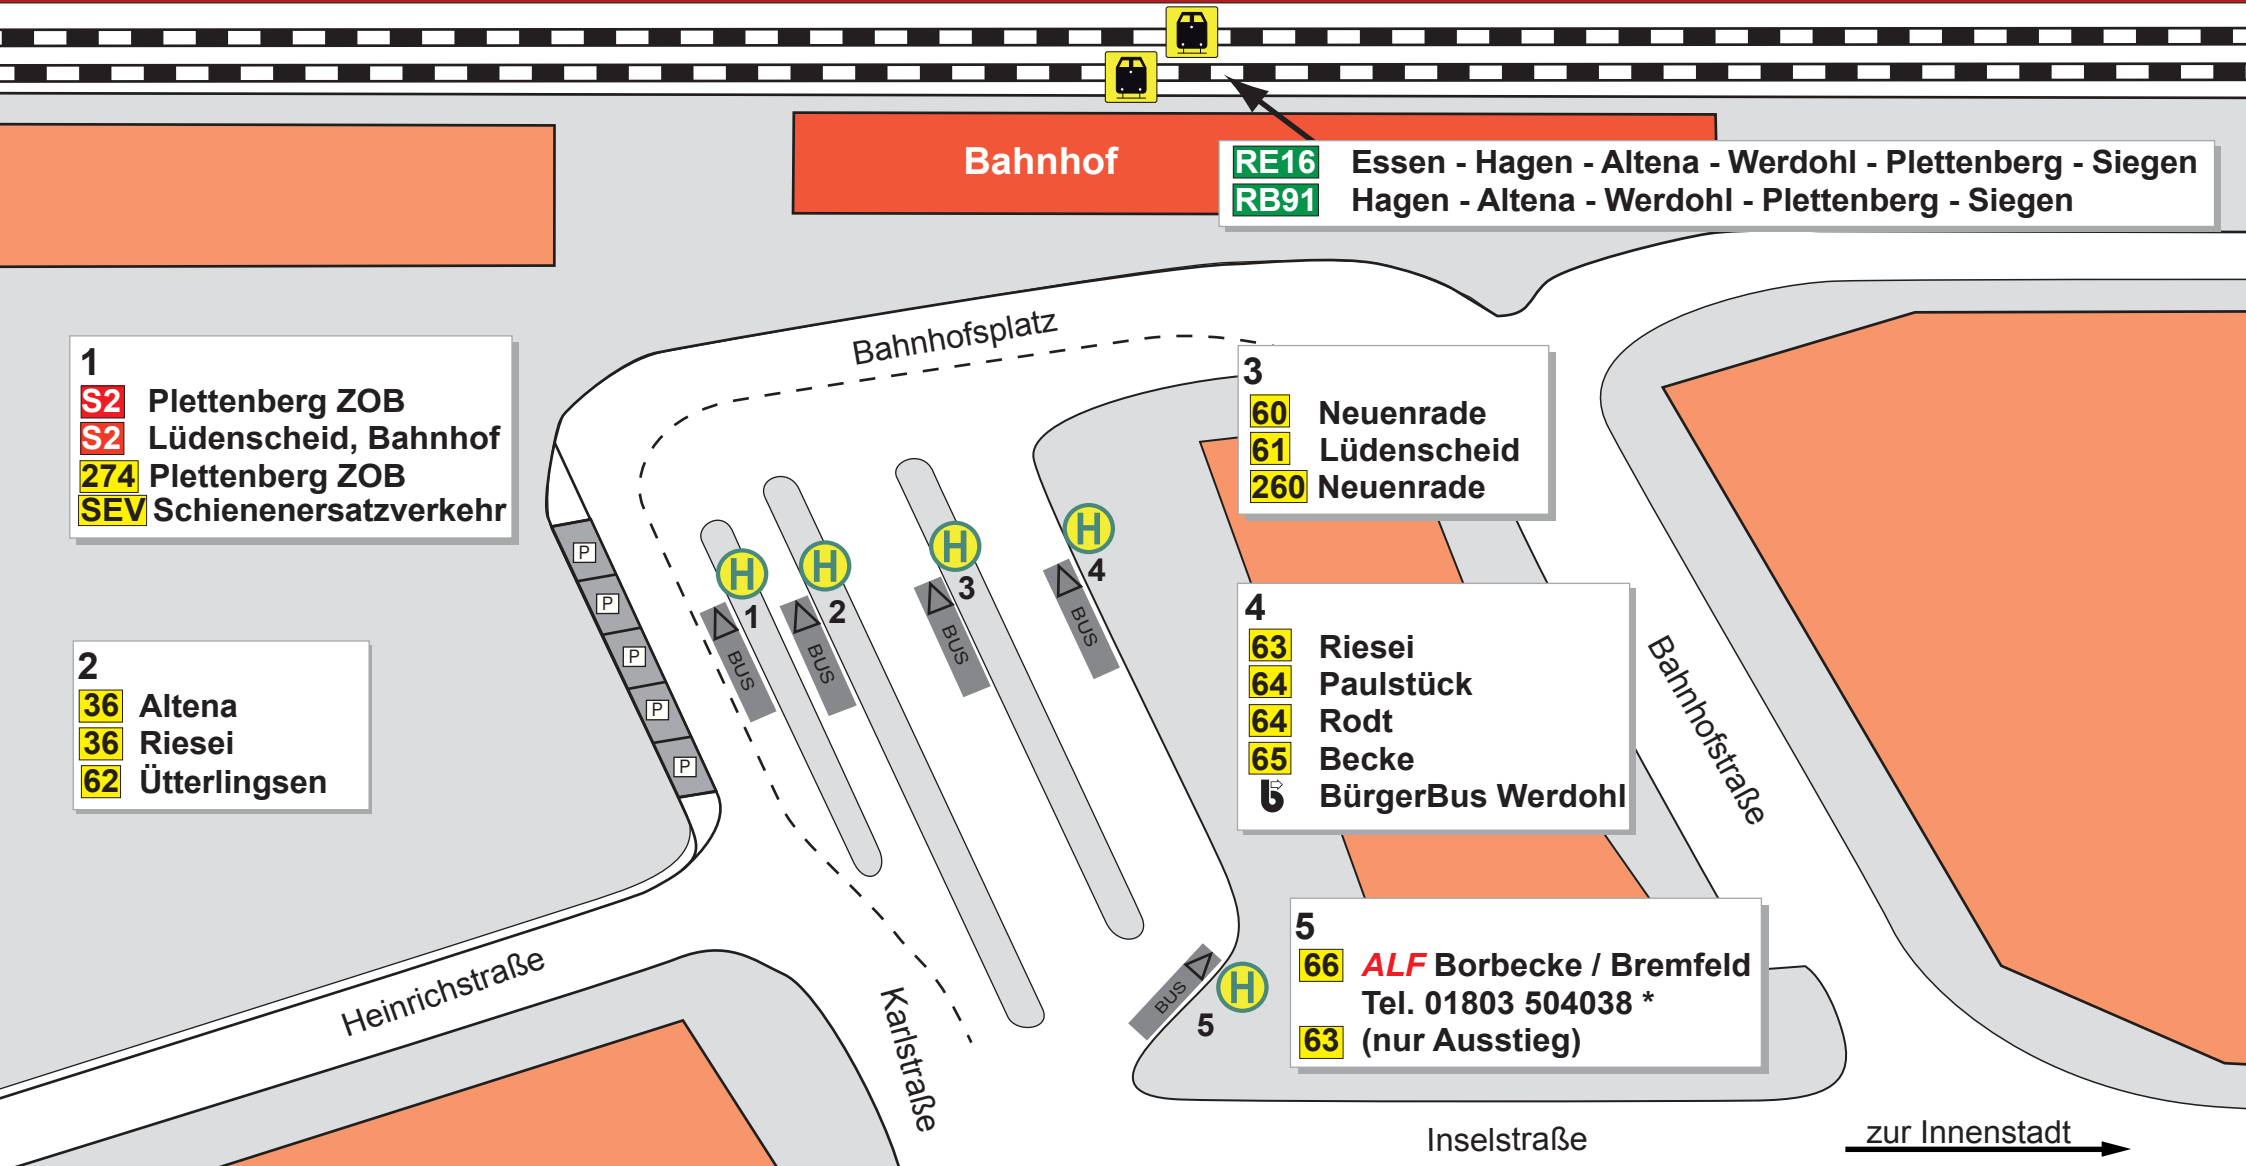 Bahnhof
RE16 Essen - Hagen - Altena - Werdohl - Plettenberg - Siegen
RB91 Hagen - Altena - Werdohl - Plettenberg - Siegen
Bahnhofsplatz
1
S2 Plettenberg ZOB
S2 Lüdenscheid, Bahnhof
274 Plettenberg ZOB
SEV Schienenersatzverkehr
2
36 Altena
36 Riesei
62 Ütterlingsen
3
60 Neuenrade
61 Lüdenscheid
260 Neuenrade
4
63 Riesei
64 Paulstück
64 Rodt
65 Becke
b BürgerBus Werdohl
5
66 ALF Borbecke / Bremfeld
Tel. 01803 504038 *
63 (nur Ausstieg)
P
P
P
P
P
H
1
BUS
H
2
BUS
H
3
BUS
H
4
BUS
H
5
BUS
Bahnhofstraße
Heinrichstraße
Karlstraße
Inselstraße
zur Innenstadt